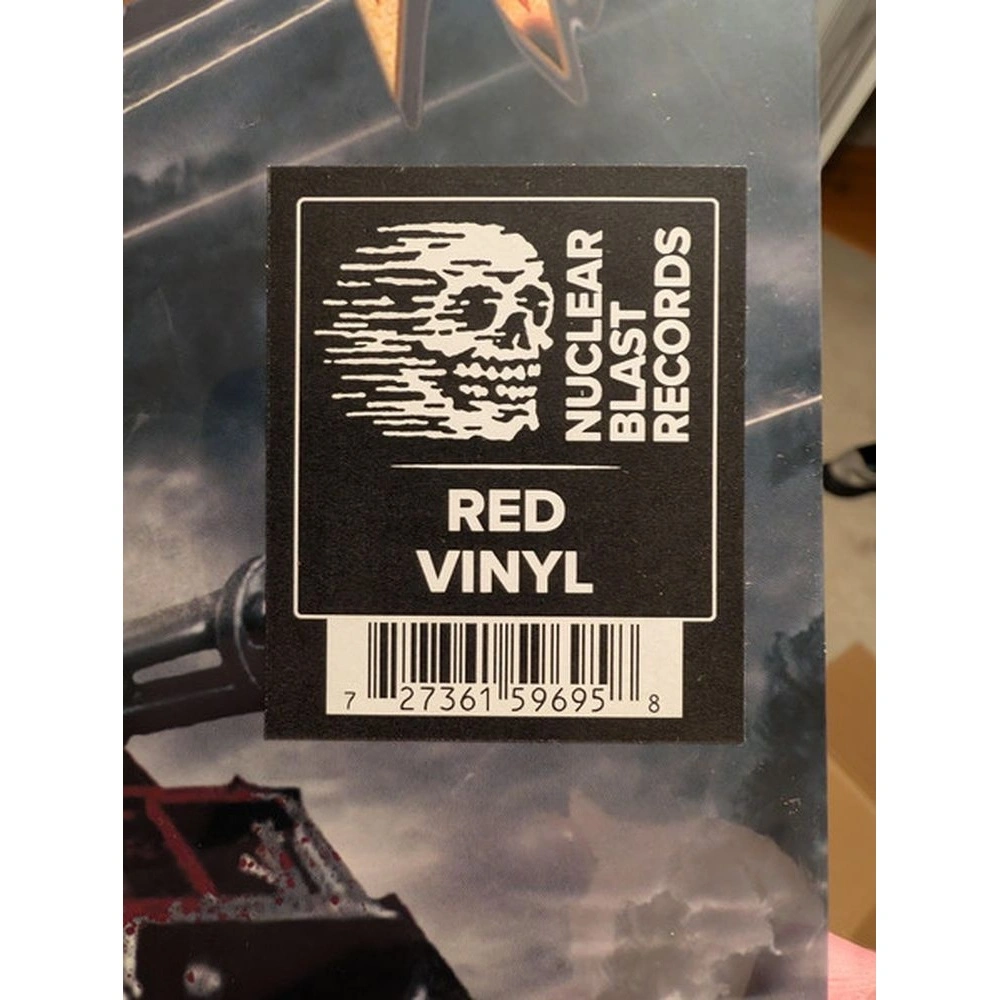 NUCLEAR
BLAST
RECORDS
RED
VINYL
7 27361 59695 8